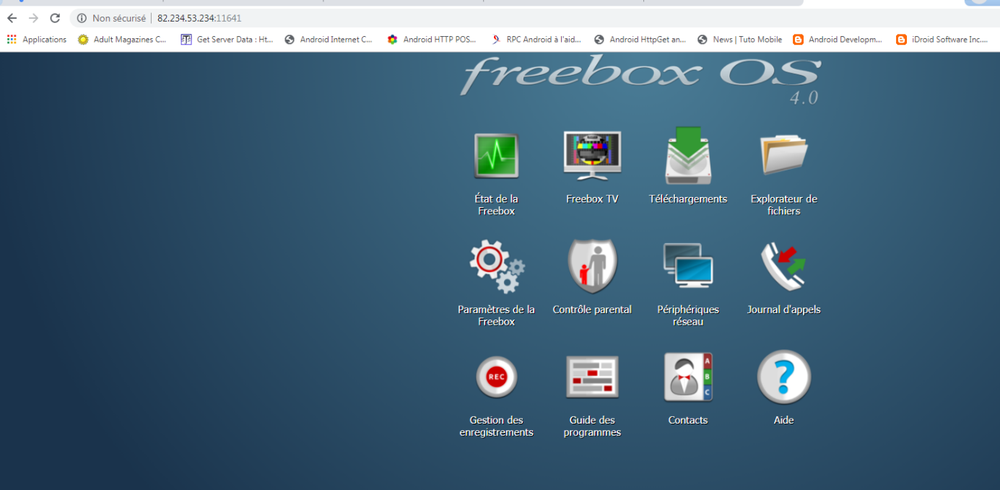 Non sécurisé | 82.234.53.234:11641
Applications Adult Magazines C... Get Server Data : Ht... Android Internet C... Android HTTP POS... RPC Android à l'aid... Android HttpGet an... News | Tuto Mobile Android Developm... iDroid Software Inc....
freebox OS
4.0
État de la
Freebox
Freebox TV
Téléchargements
Explorateur de
fichiers
Paramètres de la
Freebox
Contrôle parental
Périphériques
réseau
Journal d'appels
REC
Gestion des
enregistrements
Guide des
programmes
A
B
C
Contacts
?
Aide